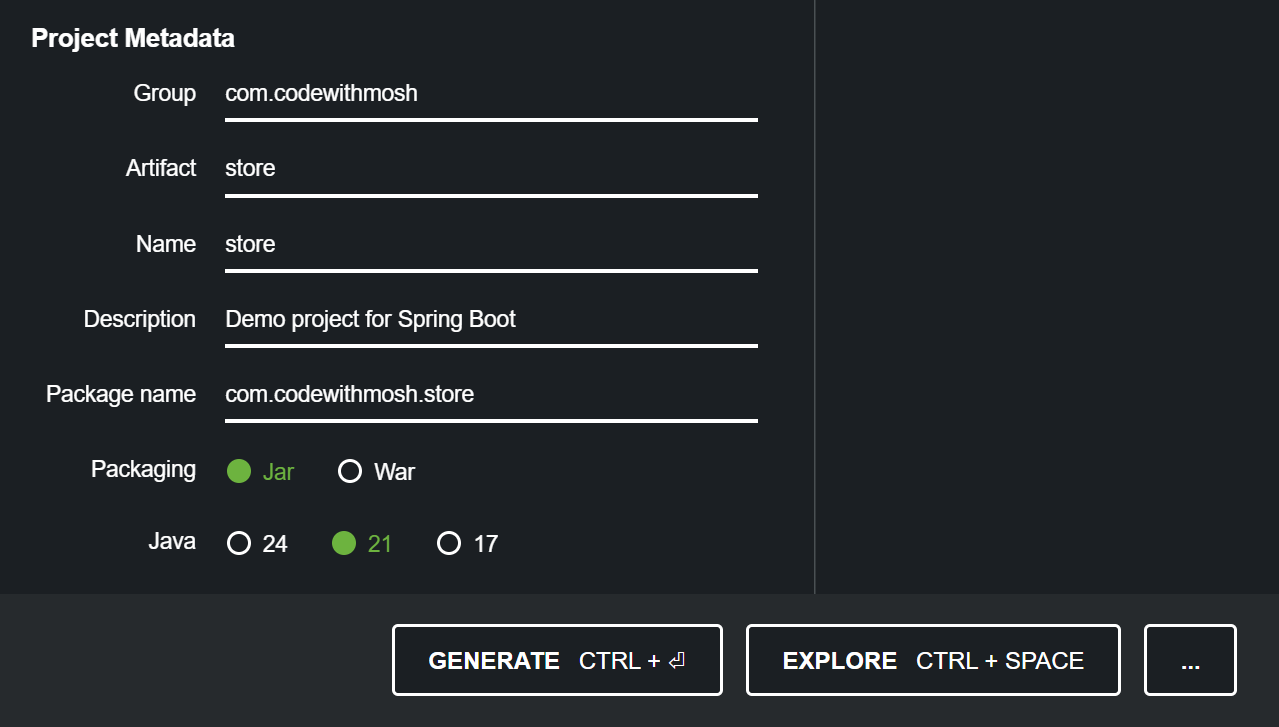 Project Metadata
Group com.codewithmosh
Artifact store
Name store
Description Demo project for Spring Boot
Package name com.codewithmosh.store
Packaging Jar War
Java 24 21 17
GENERATE CTRL + ⏎ EXPLORE CTRL + SPACE ...